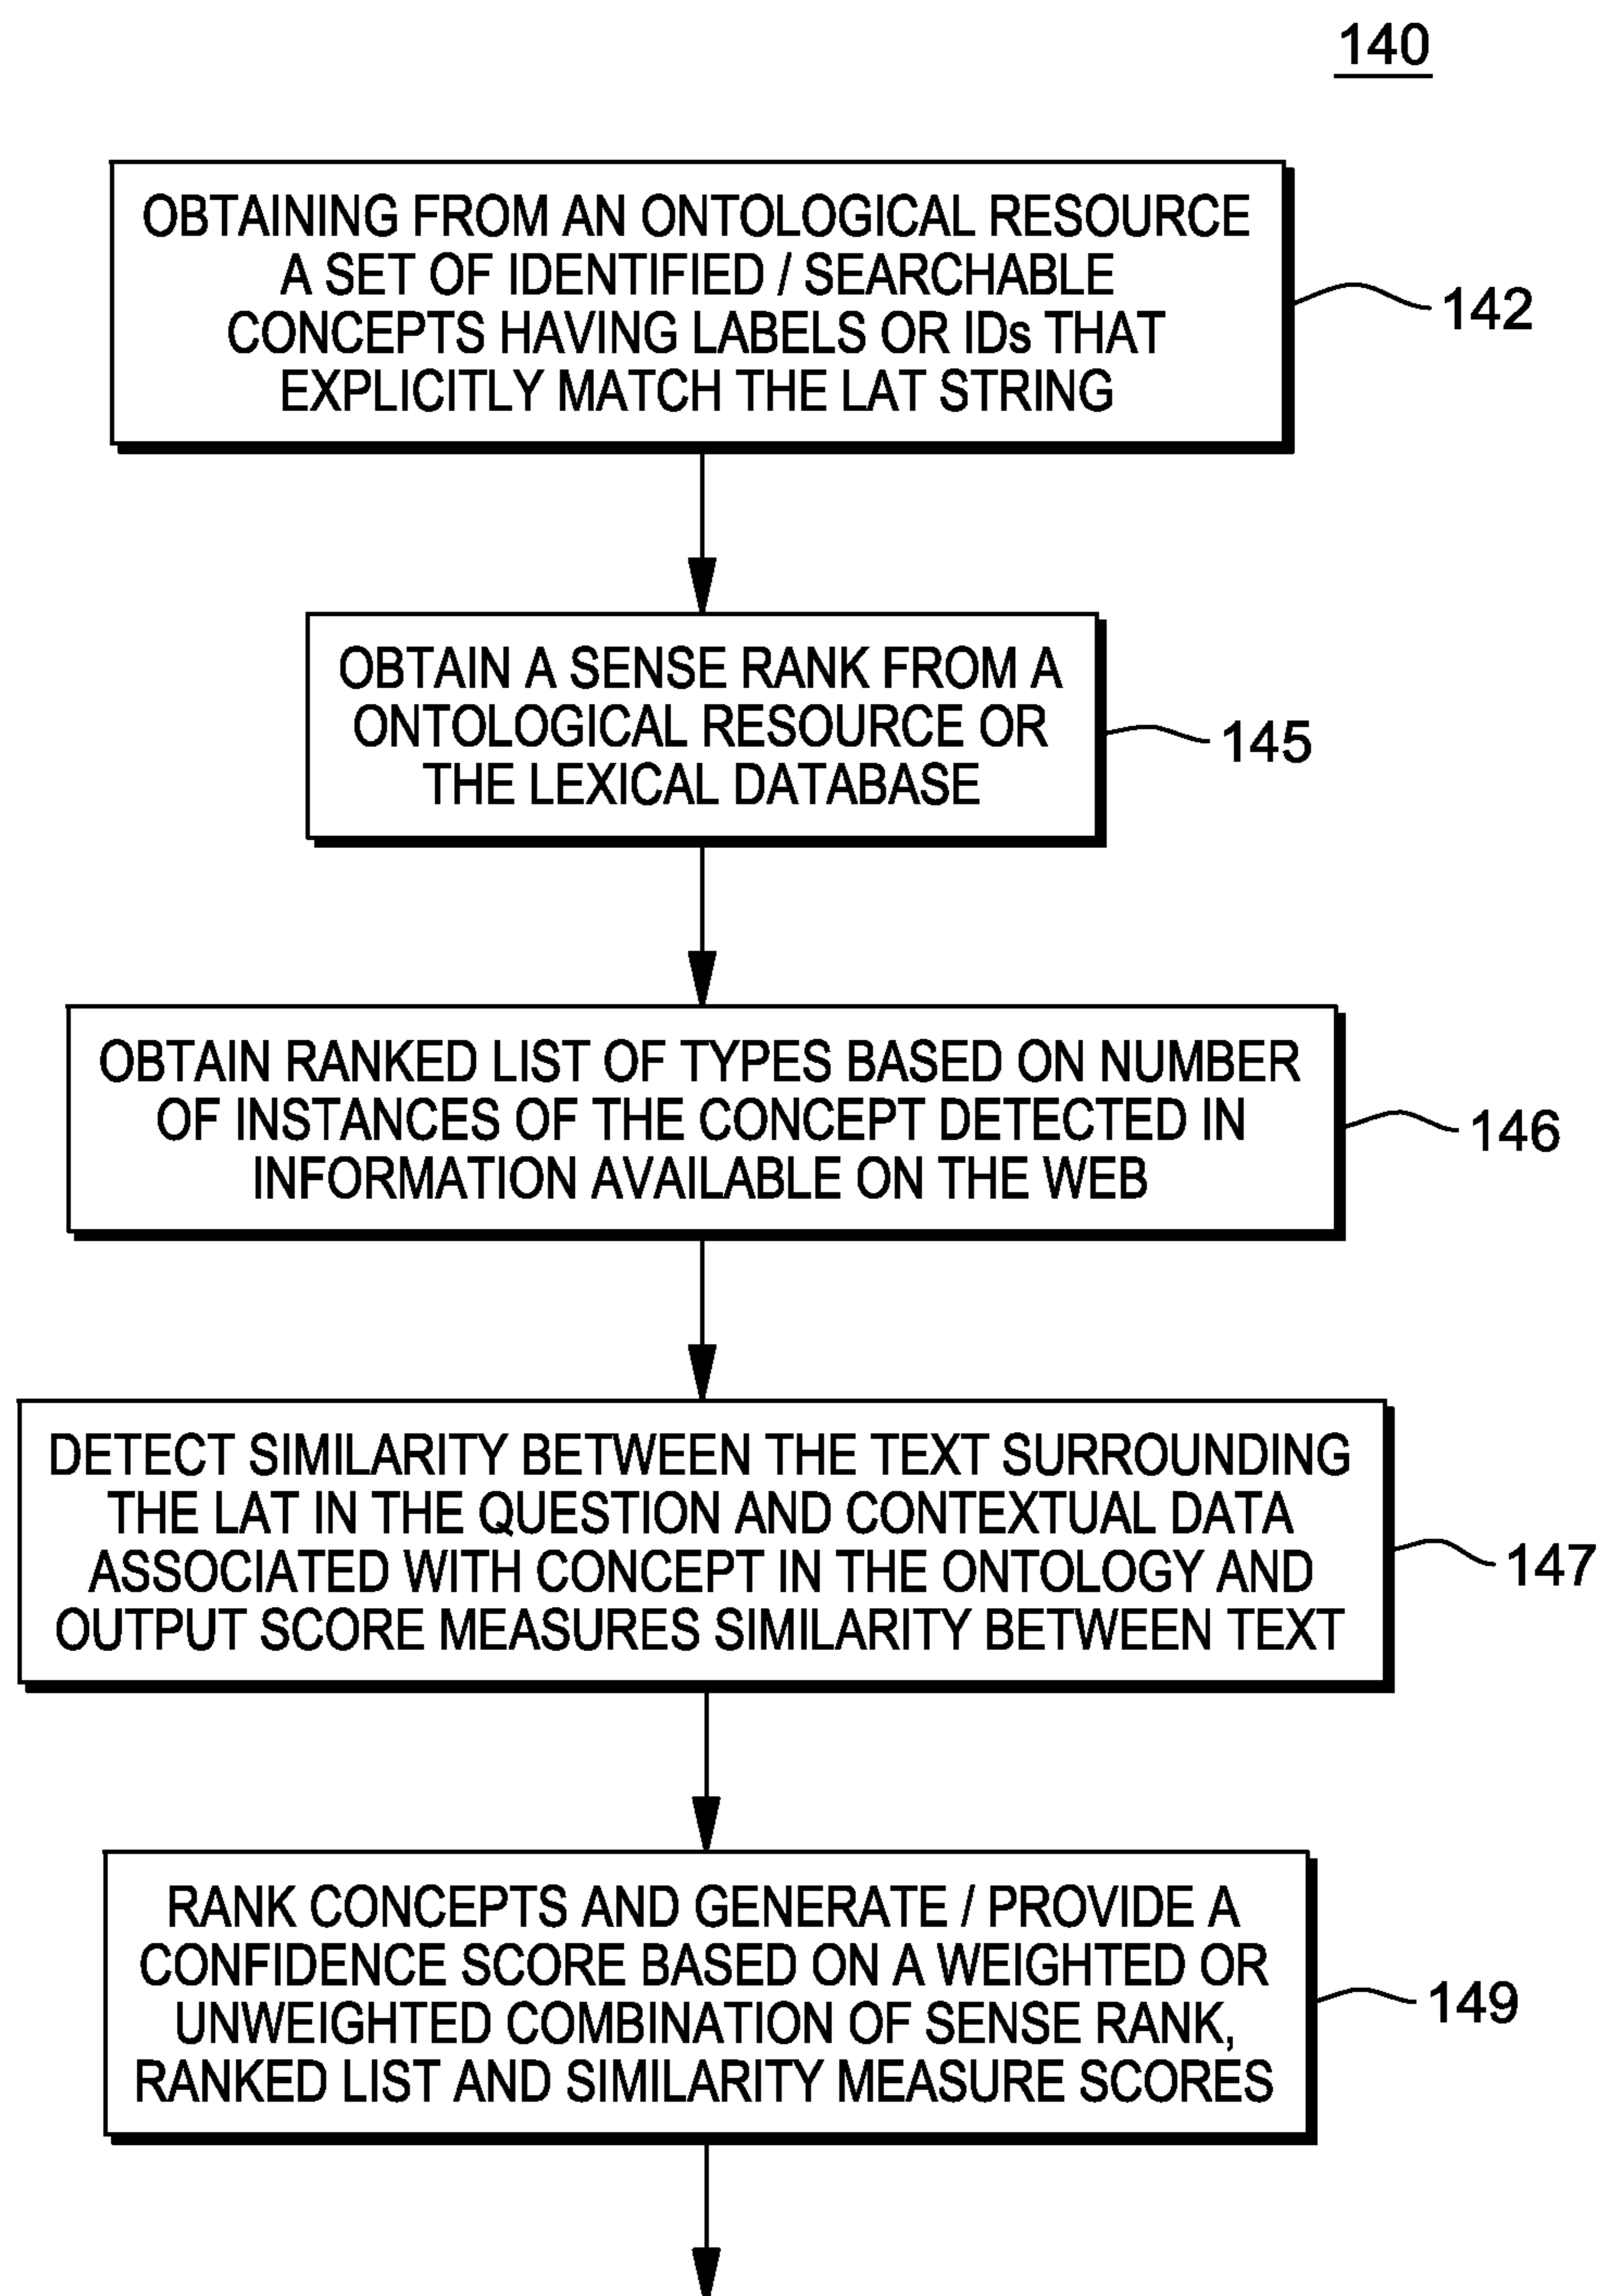 140
OBTAINING FROM AN ONTOLOGICAL RESOURCE
A SET OF IDENTIFIED / SEARCHABLE
CONCEPTS HAVING LABELS OR IDs THAT
EXPLICITLY MATCH THE LAT STRING
142
OBTAIN A SENSE RANK FROM A
ONTOLOGICAL RESOURCE OR
THE LEXICAL DATABASE
145
OBTAIN RANKED LIST OF TYPES BASED ON NUMBER
OF INSTANCES OF THE CONCEPT DETECTED IN
INFORMATION AVAILABLE ON THE WEB
146
DETECT SIMILARITY BETWEEN THE TEXT SURROUNDING
THE LAT IN THE QUESTION AND CONTEXTUAL DATA
ASSOCIATED WITH CONCEPT IN THE ONTOLOGY AND
OUTPUT SCORE MEASURES SIMILARITY BETWEEN TEXT
147
RANK CONCEPTS AND GENERATE / PROVIDE A
CONFIDENCE SCORE BASED ON A WEIGHTED OR
UNWEIGHTED COMBINATION OF SENSE RANK,
RANKED LIST AND SIMILARITY MEASURE SCORES
149